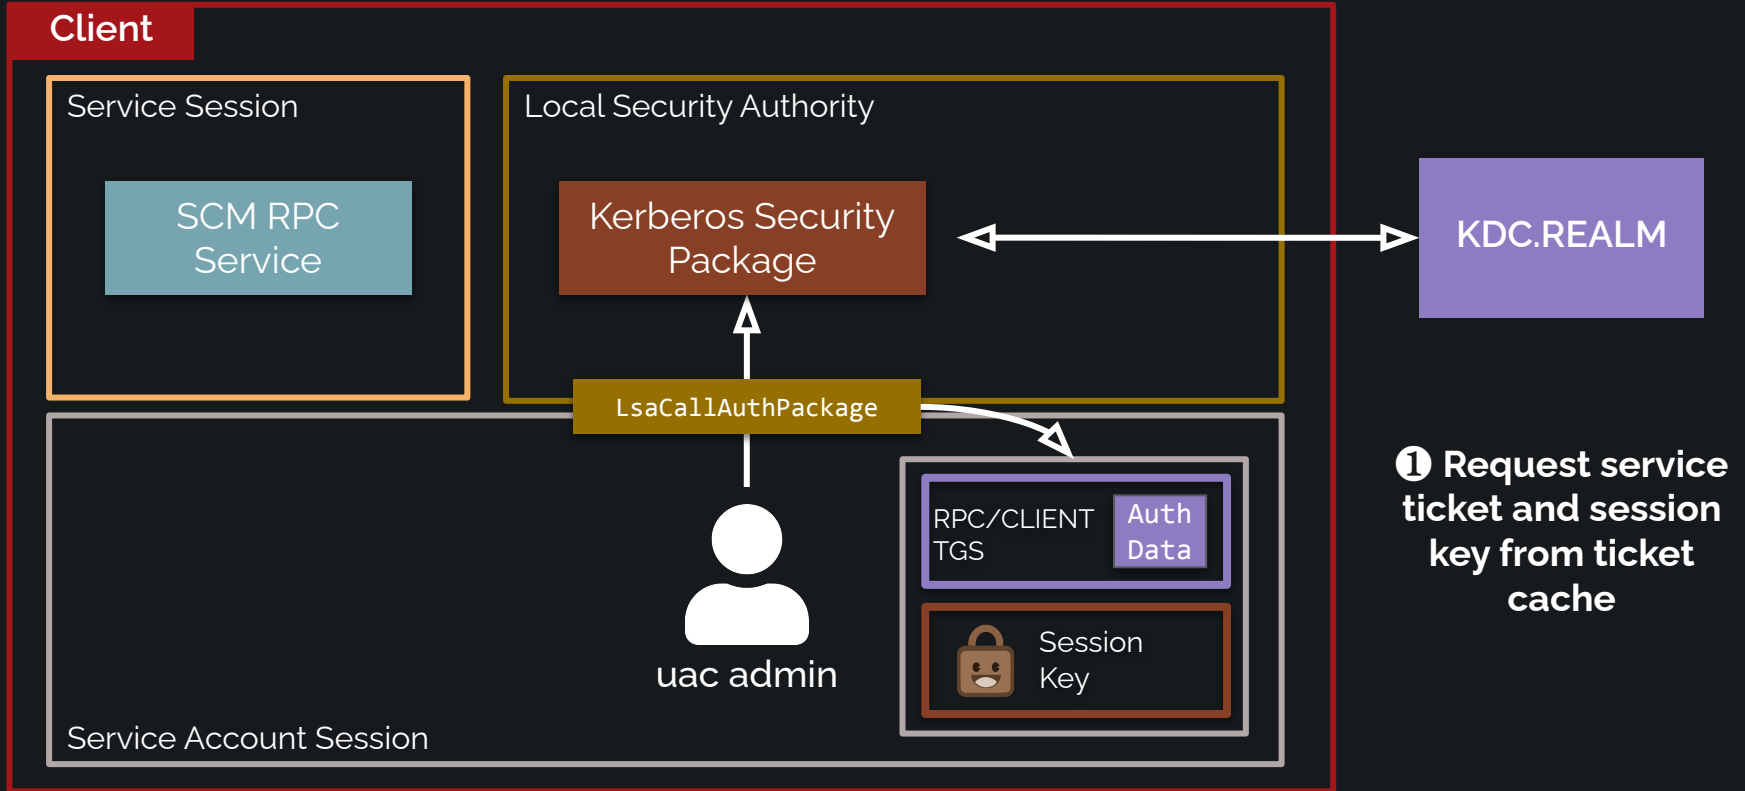 Client
Service Session
SCM RPC
Service
Local Security Authority
Kerberos Security
Package
KDC.REALM
LsaCallAuthPackage
RPC/CLIENT
TGS
Auth
Data
Session
Key
uac admin
Service Account Session
❶ Request service
ticket and session
key from ticket
cache